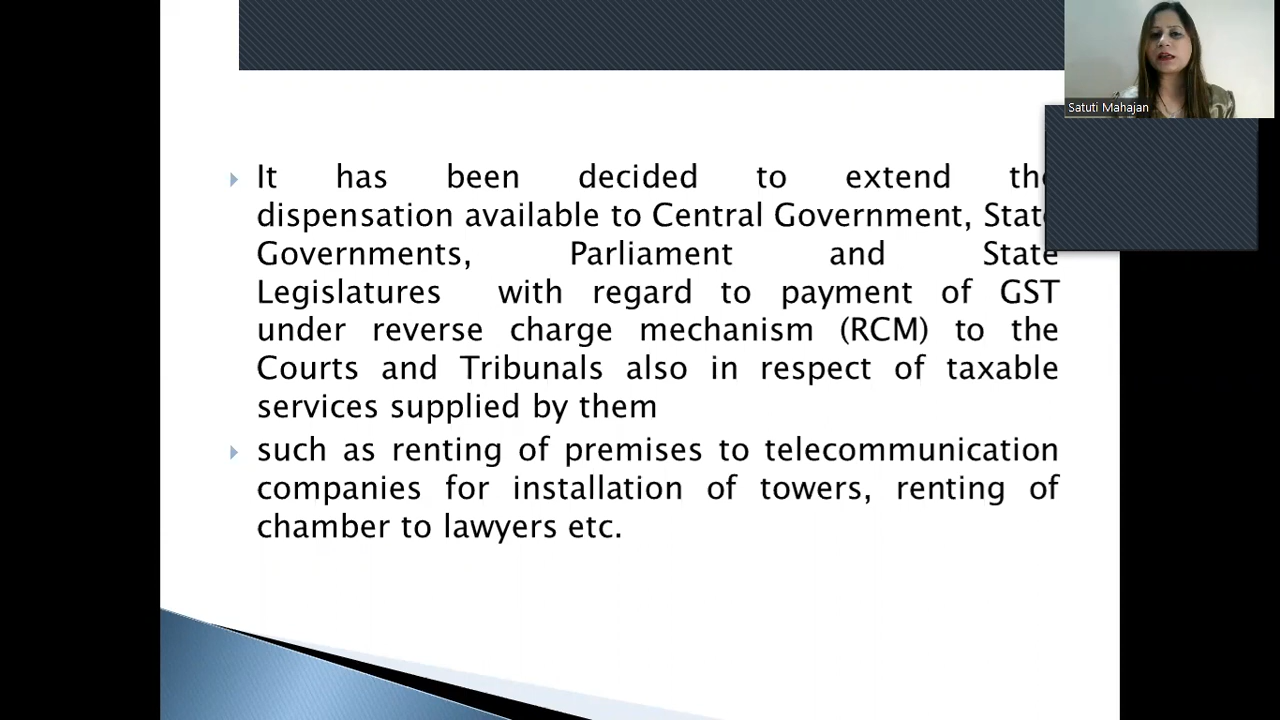 Satuti Mahajan
It has been decided to extend the
dispensation available to Central Government, State
Governments, Parliament and State
Legislatures with regard to payment of GST
under reverse charge mechanism (RCM) to the
Courts and Tribunals also in respect of taxable
services supplied by them
such as renting of premises to telecommunication
companies for installation of towers, renting of
chamber to lawyers etc.